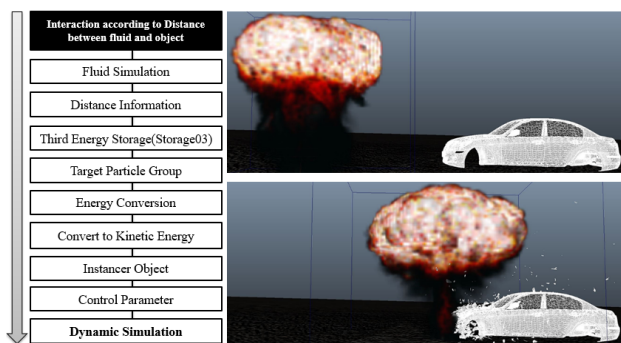 Interaction according to Distance
between fluid and object
Fluid Simulation
Distance Information
Third Energy Storage(Storage03)
Target Particle Group
Energy Conversion
Convert to Kinetic Energy
Instancer Object
Control Parameter
Dynamic Simulation